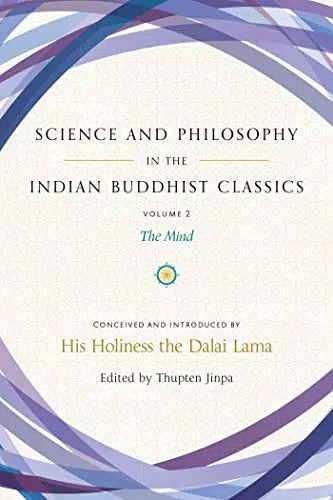 SCIENCE AND PHILOSOPHY
IN THE
INDIAN BUDDHIST CLASSICS
VOLUME 2
The Mind
CONCEIVED AND INTRODUCED BY
His Holiness the Dalai Lama
Edited by Thupten Jinpa